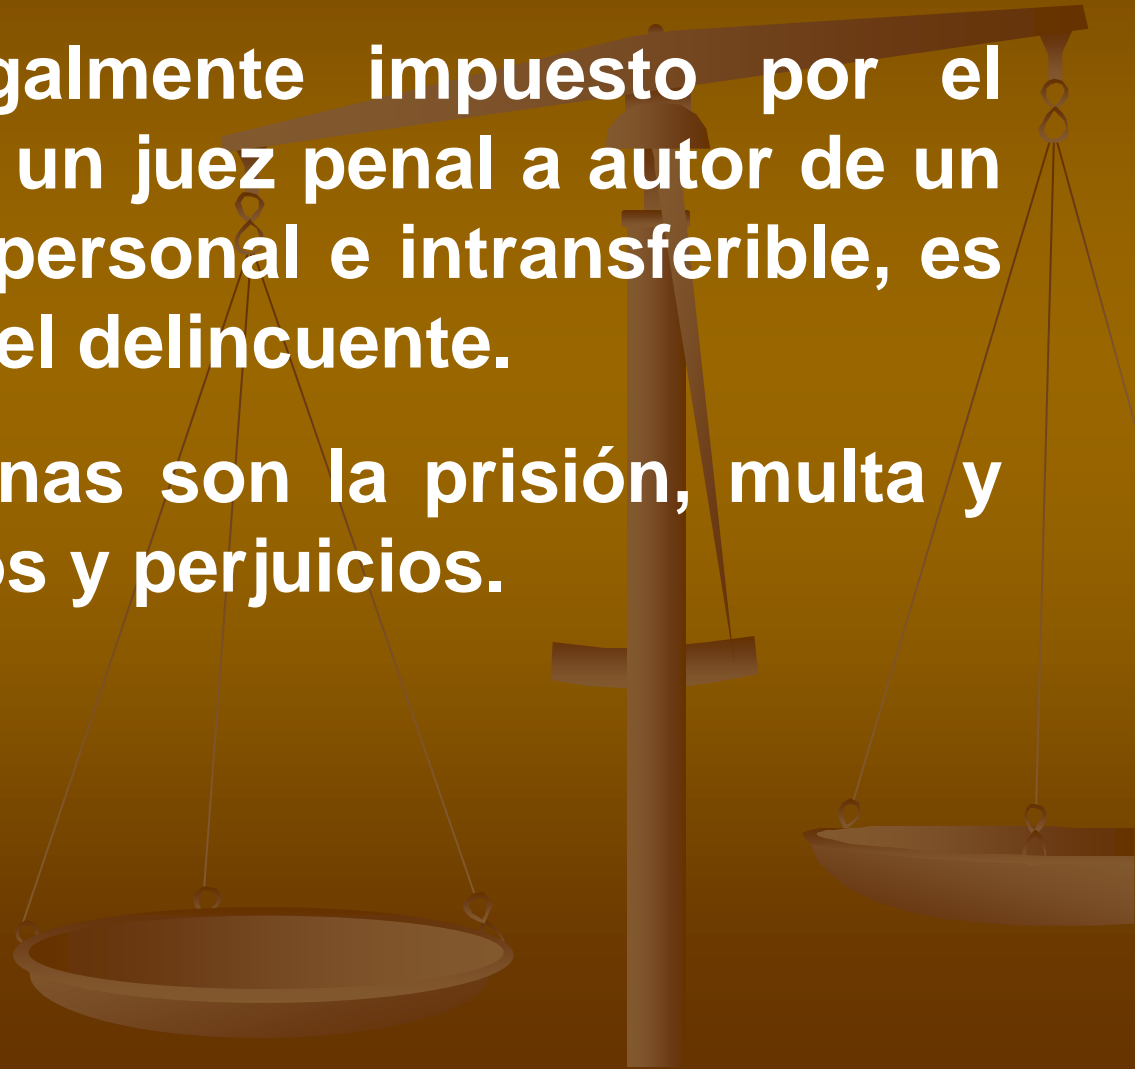 galmente impuesto por el
un juez penal a autor de un
personal e intransferible, es
el delincuente.
nas son la prisión, multa y
os y perjuicios.